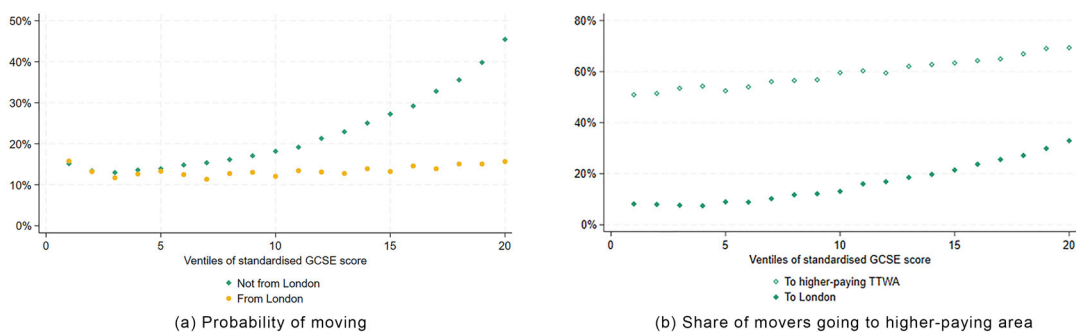 50%
40%
30%
20%
10%
0%
0
5
10
15
20
Ventiles of standardised GCSE score
Not from London
From London
(a) Probability of moving
80%
60%
40%
20%
0%
0
5
10
15
20
Ventiles of standardised GCSE score
To higher-paying TTWA
To London
(b) Share of movers going to higher-paying area